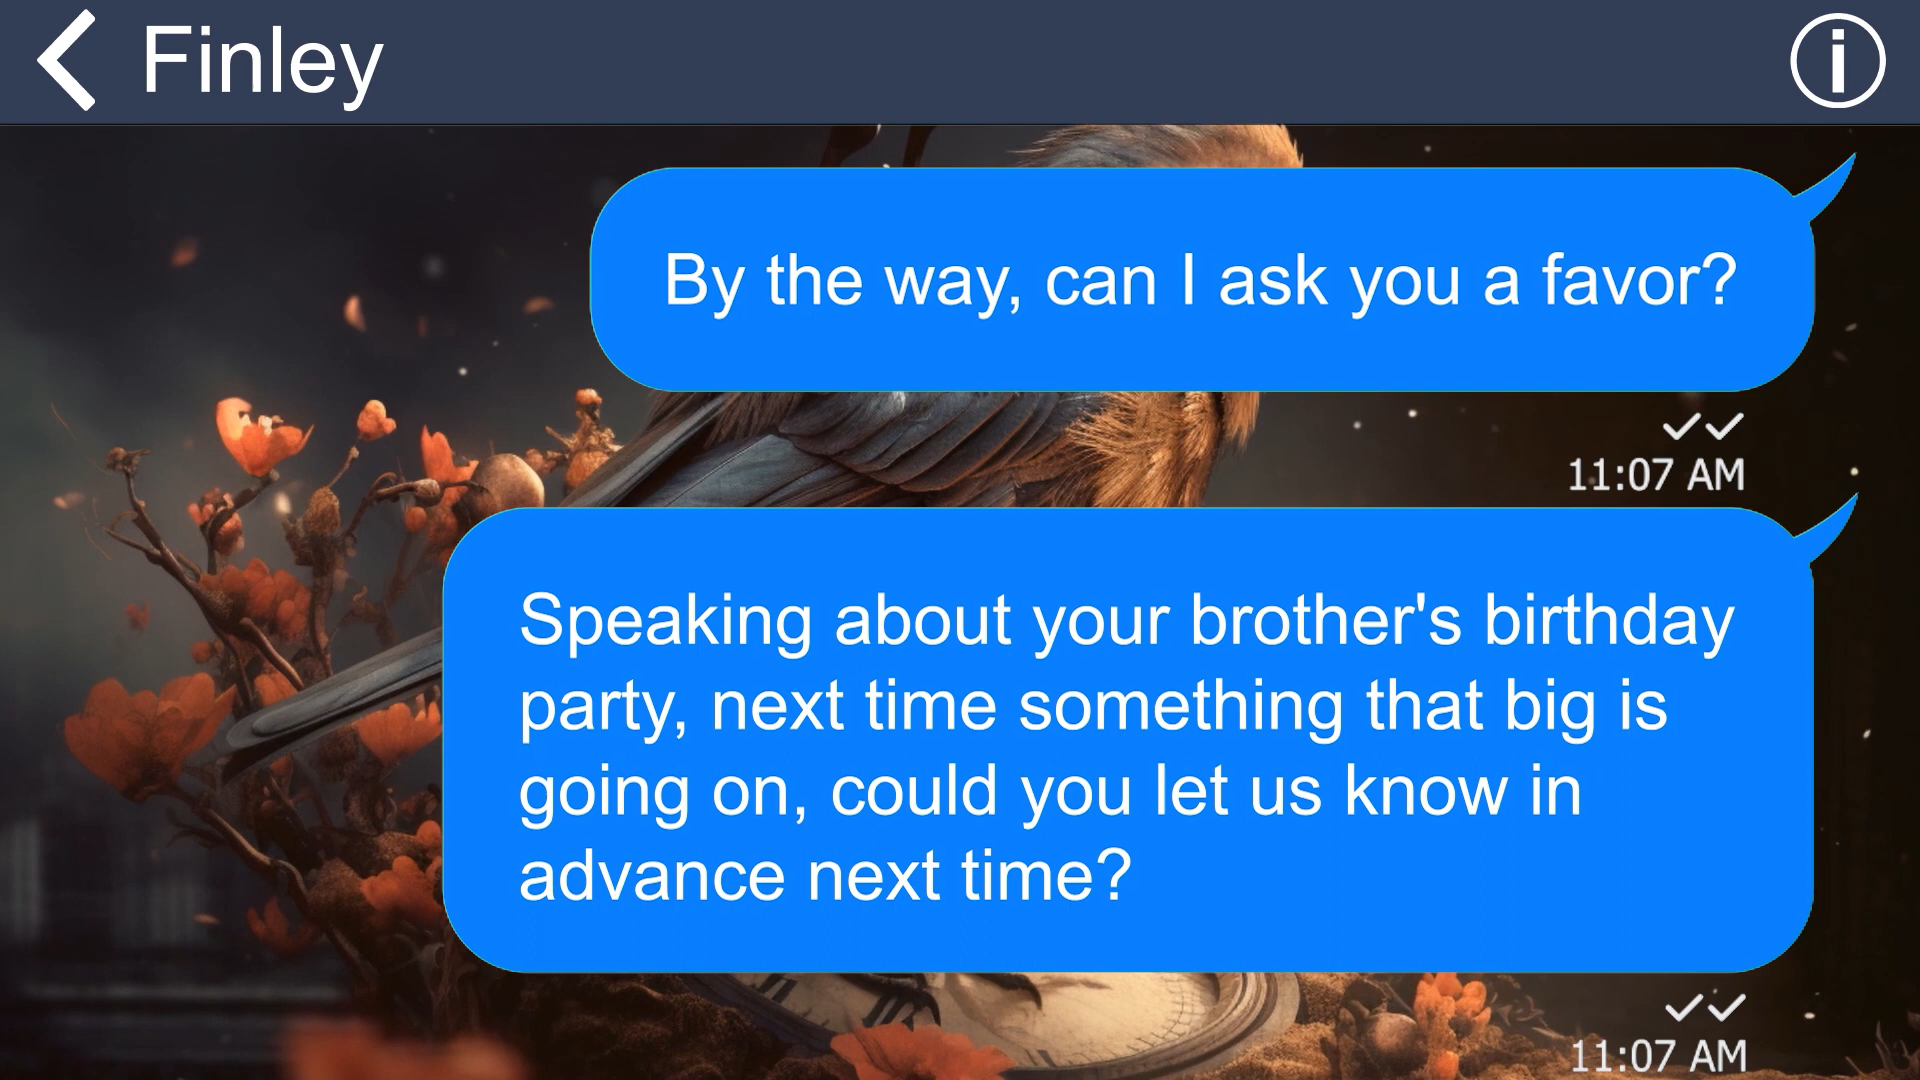 Finley
By the way, can I ask you a favor?
11:07 AM
Speaking about your brother's birthday
party, next time something that big is
going on, could you let us know in
advance next time?
11:07 AM